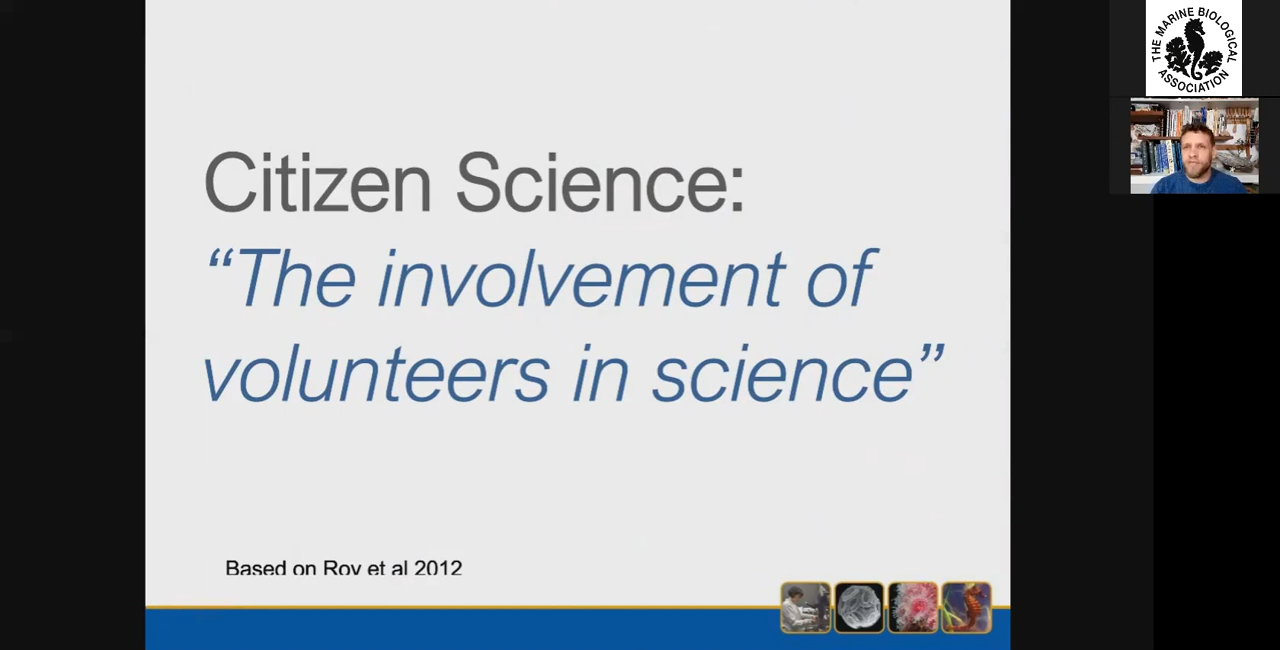 Citizen Science:
“The involvement of
volunteers in science”
Based on Roy et al 2012
THE MARINE BIOLOGICAL
ASSOCIATION